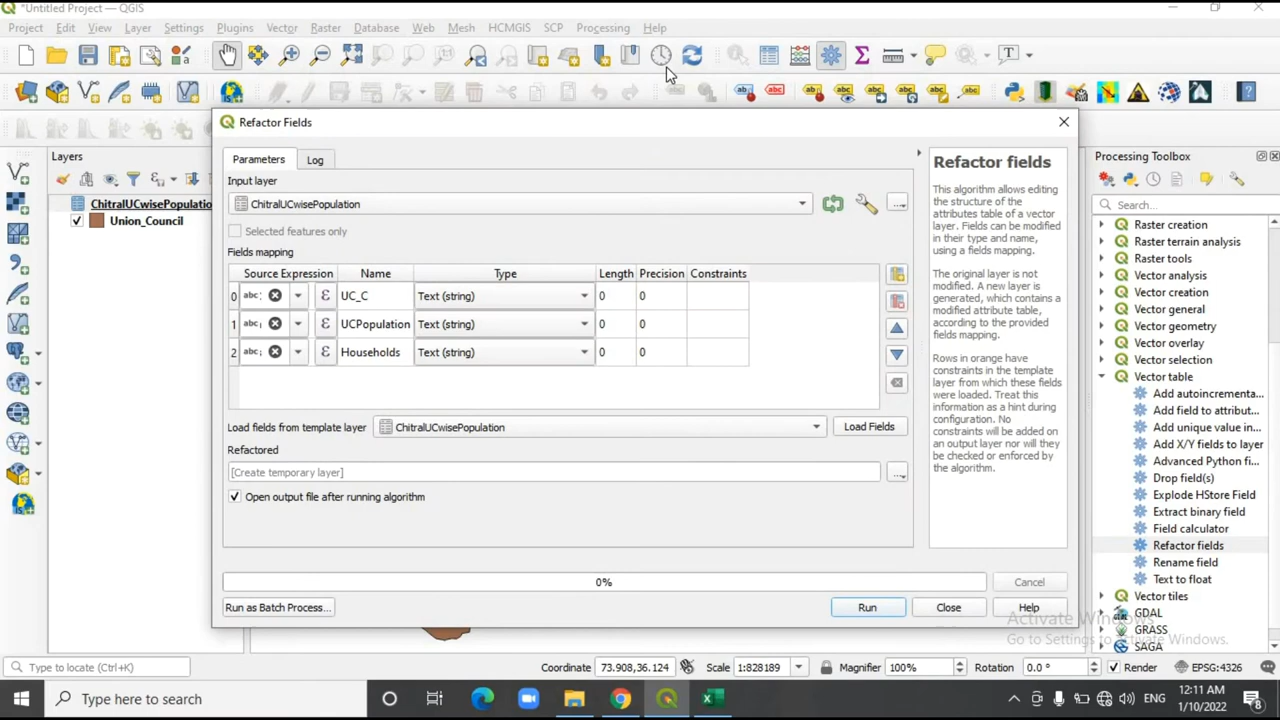 *Untitled Project — QGIS
Project Edit View Layer Settings Plugins Vector Raster Database Web Mesh HCMGIS SCP Processing Help
Refactor Fields
Parameters Log
Input layer
ChitralUCwisePopulation
Selected features only
Fields mapping
Source Expression Name Type Length Precision Constraints
0 abc UC_C Text (string) 0 0
1 abc UCPopulation Text (string) 0 0
2 abc Households Text (string) 0 0
Load fields from template layer ChitralUCwisePopulation Load Fields
Refactored
[Create temporary layer]
Open output file after running algorithm
0% Cancel
Run as Batch Process... Run Close Help
Refactor fields
This algorithm allows editing
the structure of the
attributes table of a vector
layer. Fields can be modified
in their type and name,
using a fields mapping.
The original layer is not
modified. A new layer is
generated, which contains a
modified attribute table,
according to the provided
fields mapping.
Rows in orange have
constraints in the template
layer from which these fields
were loaded. Treat this
information as a hint during
configuration. No
constraints will be added on
an output layer nor will they
be checked or enforced by
the algorithm.
Layers
ChitralUCwisePopulatio
Union_Council
Processing Toolbox
Search...
Raster creation
Raster terrain analysis
Raster tools
Vector analysis
Vector creation
Vector general
Vector geometry
Vector overlay
Vector selection
Vector table
Add autoincrementa...
Add field to attribut...
Add unique value in...
Add X/Y fields to layer
Advanced Python fi...
Drop field(s)
Explode HStore Field
Extract binary field
Field calculator
Refactor fields
Rename field
Text to float
Vector tiles
GDAL
GRASS
SAGA
Activate Windows
Go to Settings to Activate Windows.
Type to locate (Ctrl+K) Coordinate 73.908,36.124 Scale 1:828189 Magnifier 100% Rotation 0.0 ° Render EPSG:4326
Type here to search ENG 12:11 AM
1/10/2022 8